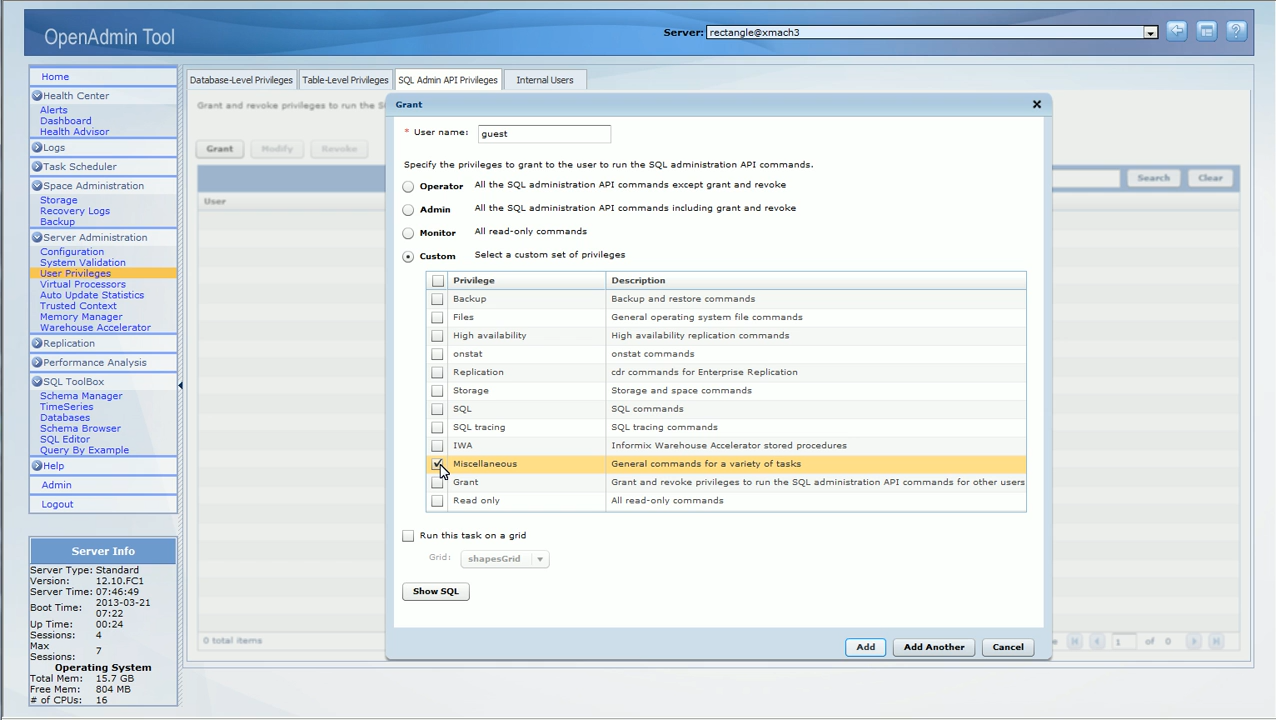 OpenAdmin Tool
Server: rectangle@xmach3
Home
Health Center
Alerts
Dashboard
Health Advisor
Logs
Task Scheduler
Space Administration
Storage
Recovery Logs
Backup
Server Administration
Configuration
System Validation
User Privileges
Virtual Processors
Auto Update Statistics
Trusted Context
Memory Manager
Warehouse Accelerator
Replication
Performance Analysis
SQL ToolBox
Schema Manager
TimeSeries
Databases
Schema Browser
SQL Editor
Query By Example
Help
Admin
Logout
Server Info
Server Type: Standard
Version: 12.10.FC1
Server Time: 07:46:49
Boot Time: 2013-03-21 07:22
Up Time: 00:24
Sessions: 4
Max Sessions: 7
Operating System
Total Mem: 15.7 GB
Free Mem: 804 MB
# of CPUs: 16
Database-Level Privileges Table-Level Privileges SQL Admin API Privileges Internal Users
Grant and revoke privileges to run the S
Grant Modify Revoke
Search Clear
User
0 total items
1 of 0
Grant
* User name: guest
Specify the privileges to grant to the user to run the SQL administration API commands.
Operator All the SQL administration API commands except grant and revoke
Admin All the SQL administration API commands including grant and revoke
Monitor All read-only commands
Custom Select a custom set of privileges
Privilege Description
Backup Backup and restore commands
Files General operating system file commands
High availability High availability replication commands
onstat onstat commands
Replication cdr commands for Enterprise Replication
Storage Storage and space commands
SQL SQL commands
SQL tracing SQL tracing commands
IWA Informix Warehouse Accelerator stored procedures
Miscellaneous General commands for a variety of tasks
Grant Grant and revoke privileges to run the SQL administration API commands for other users
Read only All read-only commands
Run this task on a grid
Grid: shapesGrid
Show SQL
Add Add Another Cancel